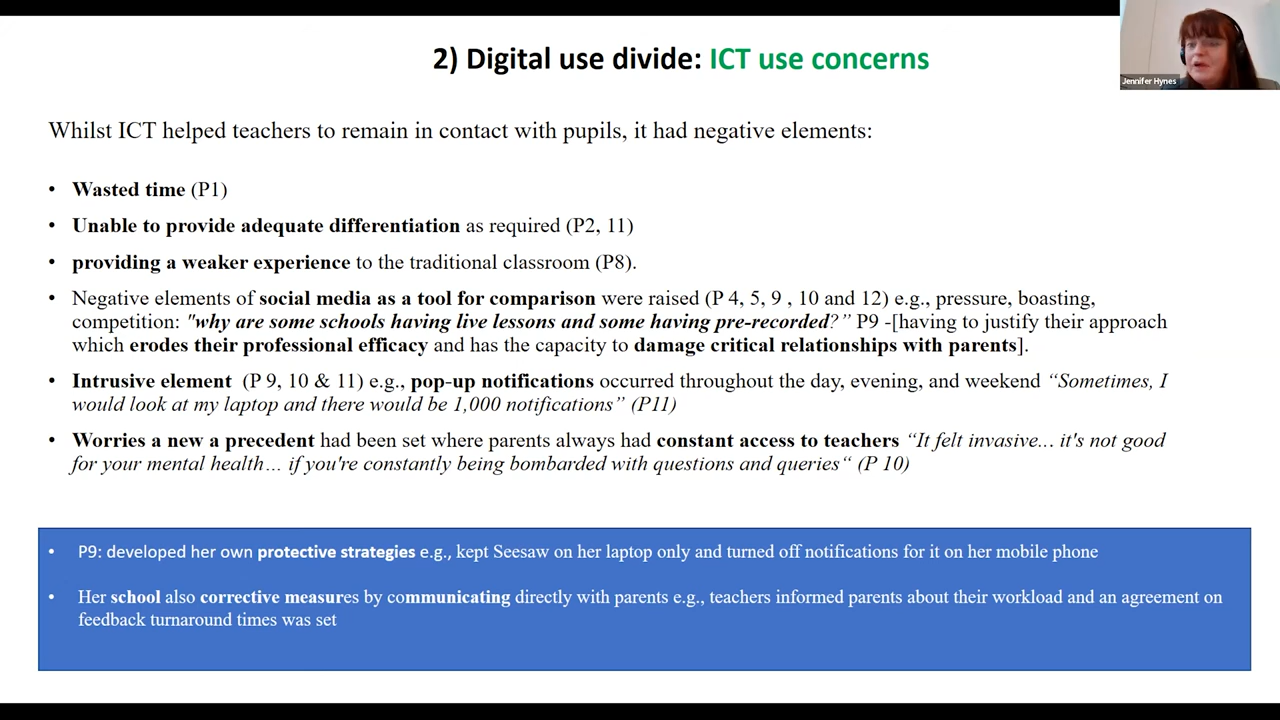 2) Digital use divide: ICT use concerns
Jennifer Hynes
Whilst ICT helped teachers to remain in contact with pupils, it had negative elements:
• Wasted time (P1)
• Unable to provide adequate differentiation as required (P2, 11)
• providing a weaker experience to the traditional classroom (P8).
• Negative elements of social media as a tool for comparison were raised (P 4, 5, 9 , 10 and 12) e.g., pressure, boasting,
competition: "why are some schools having live lessons and some having pre-recorded?” P9 -[having to justify their approach
which erodes their professional efficacy and has the capacity to damage critical relationships with parents].
• Intrusive element (P 9, 10 & 11) e.g., pop-up notifications occurred throughout the day, evening, and weekend “Sometimes, I
would look at my laptop and there would be 1,000 notifications” (P11)
• Worries a new a precedent had been set where parents always had constant access to teachers “It felt invasive... it's not good
for your mental health… if you're constantly being bombarded with questions and queries“ (P 10)
• P9: developed her own protective strategies e.g., kept Seesaw on her laptop only and turned off notifications for it on her mobile phone
• Her school also corrective measures by communicating directly with parents e.g., teachers informed parents about their workload and an agreement on
feedback turnaround times was set